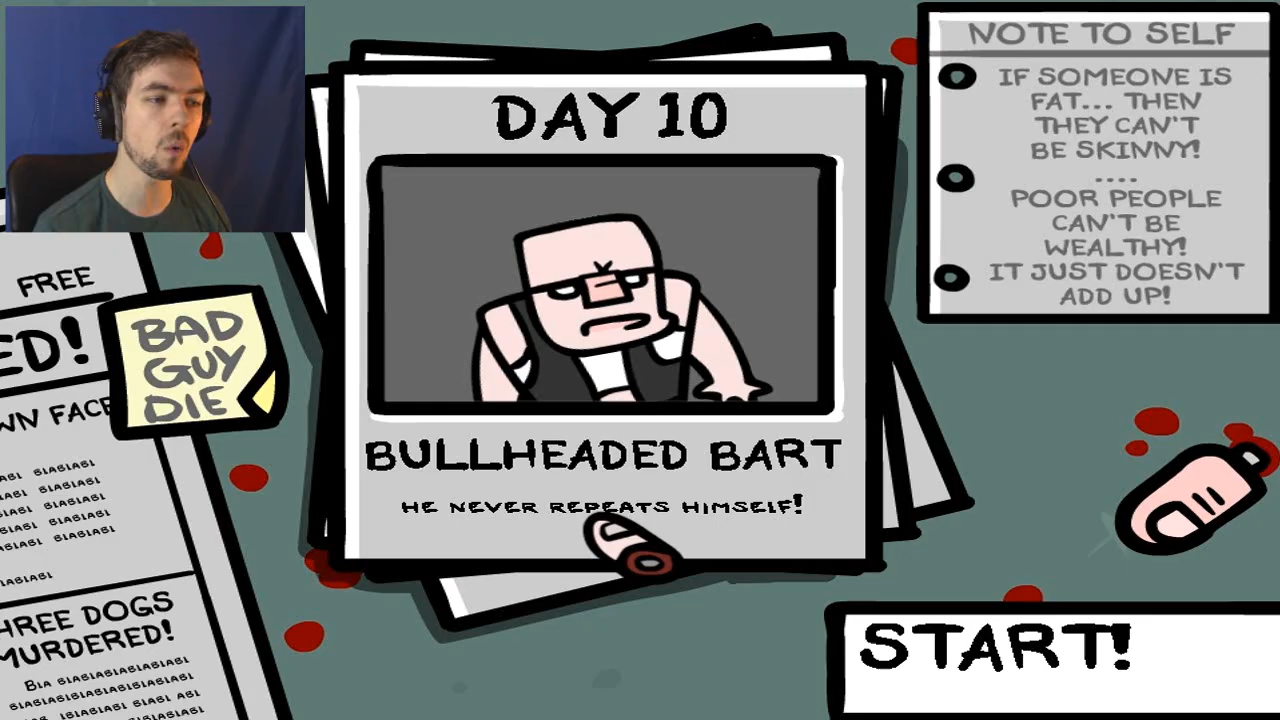 DAY 10
BULLHEADED BART
HE NEVER REPEATS HIMSELF!
NOTE TO SELF
IF SOMEONE IS
FAT... THEN
THEY CAN'T
BE SKINNY!
....
POOR PEOPLE
CAN'T BE
WEALTHY!
IT JUST DOESN'T
ADD UP!
FREE
ED!
BAD
GUY
DIE
WN FACE
HREE DOGS
MURDERED!
START!